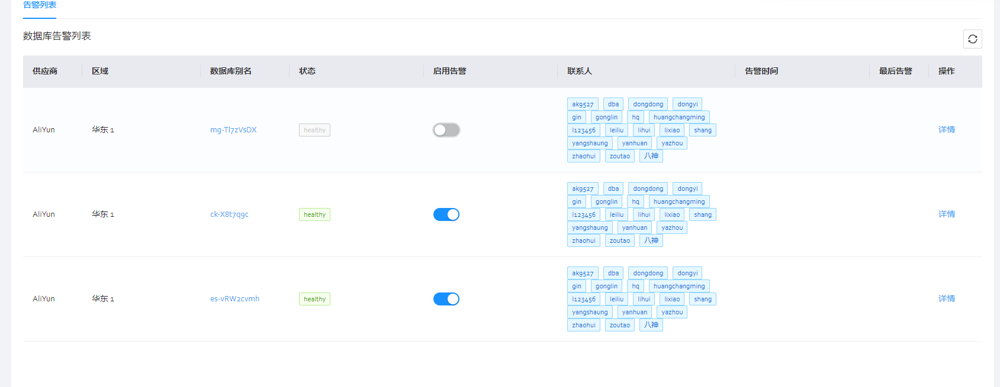 告警列表
数据库告警列表
供应商 区域 数据库别名 状态 启用告警 联系人 告警时间 最后告警 操作
ak9527 dba dongdong dongyi
gin gonglin hq huangchangming
AliYun 华东 1 mg-Tl7zVsDX healthy l123456 leiliu lihui lixiao shang 详情
yangshaung yanhuan yazhou
zhaohui zoutao 八神
ak9527 dba dongdong dongyi
gin gonglin hq huangchangming
AliYun 华东 1 ck-X8t7q9c healthy l123456 leiliu lihui lixiao shang 详情
yangshaung yanhuan yazhou
zhaohui zoutao 八神
ak9527 dba dongdong dongyi
gin gonglin hq huangchangming
AliYun 华东 1 es-vRW2cvmh healthy l123456 leiliu lihui lixiao shang 详情
yangshaung yanhuan yazhou
zhaohui zoutao 八神